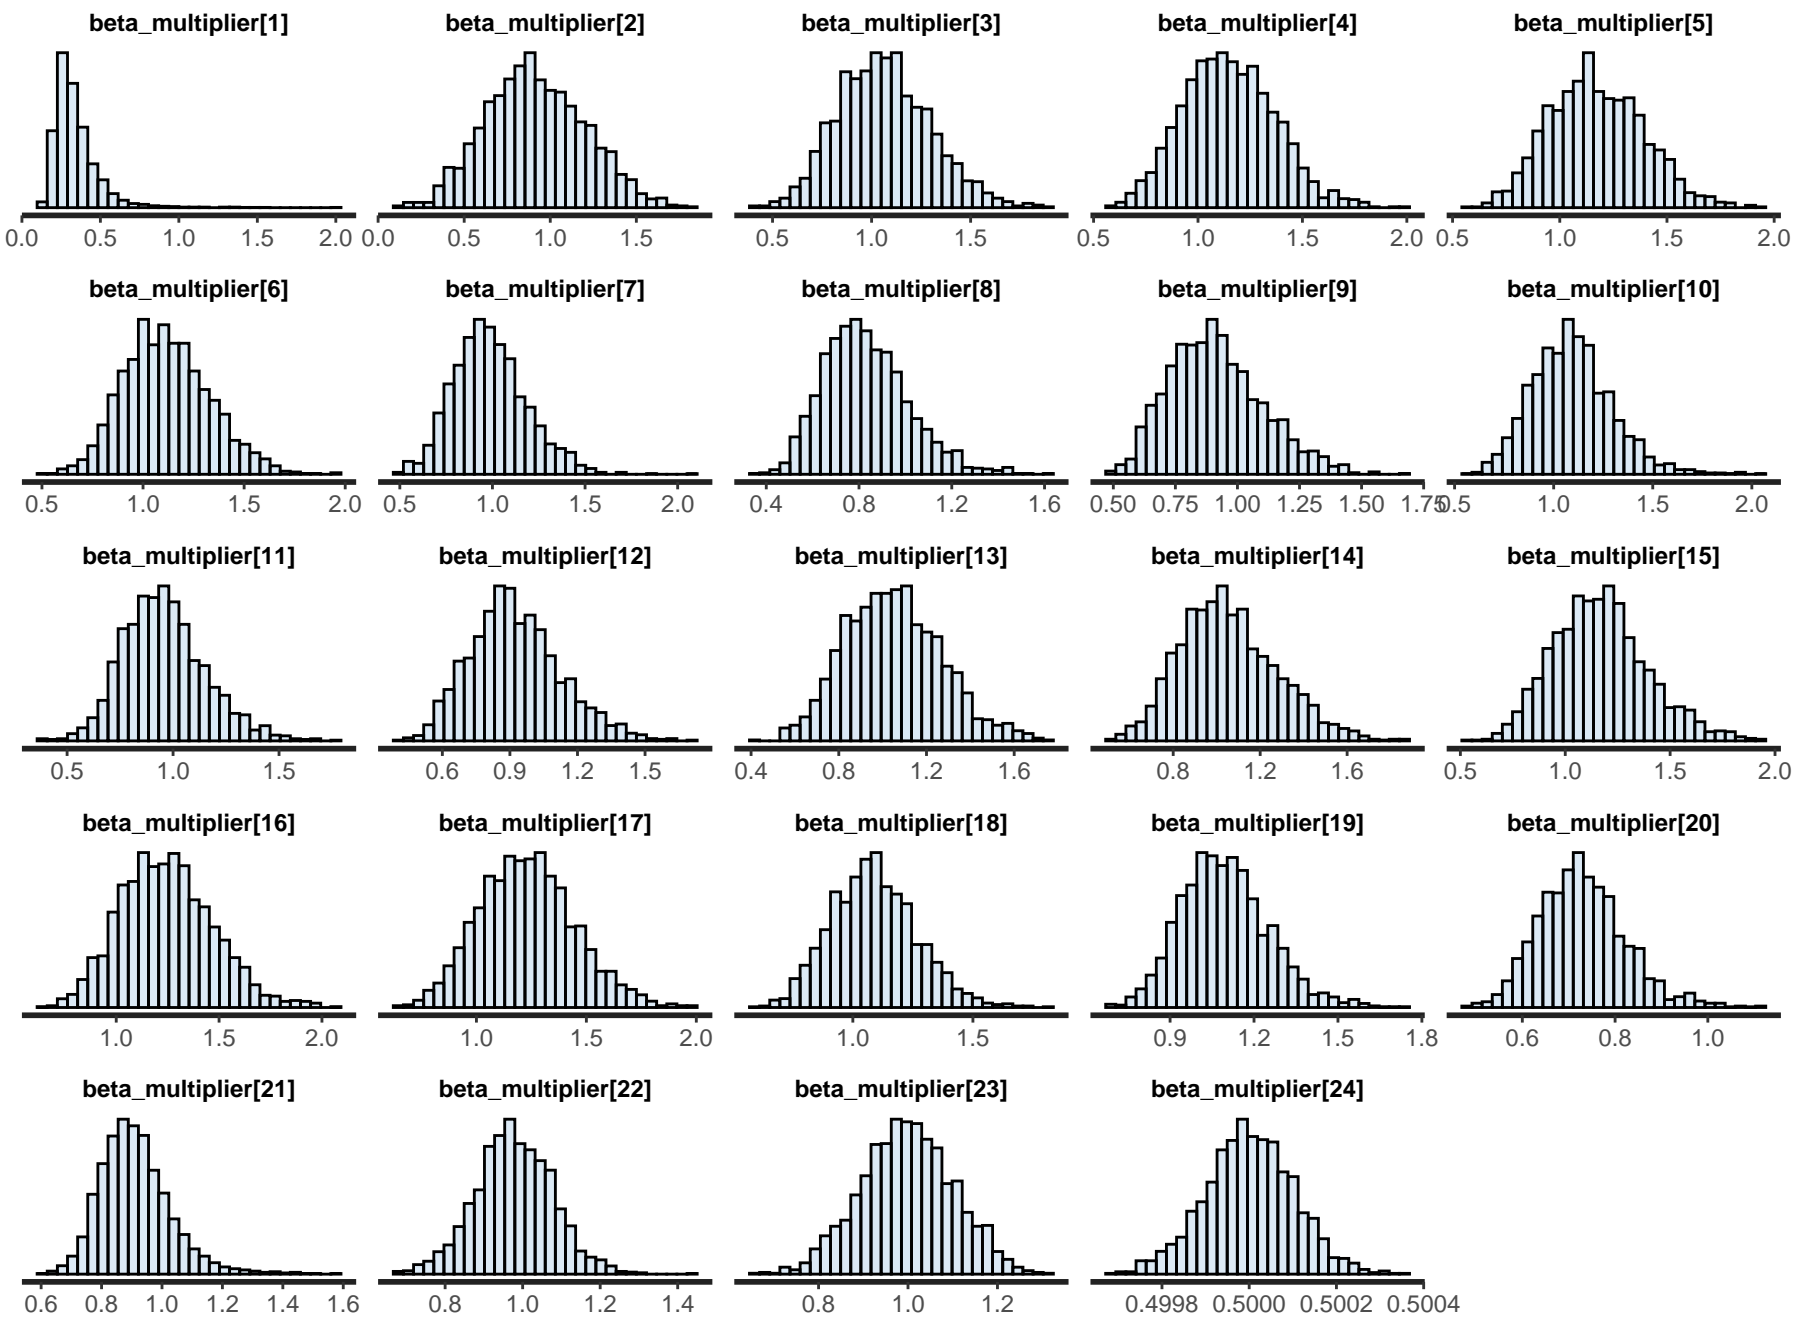 beta_multiplier[1] beta_multiplier[2] beta_multiplier[3] beta_multiplier[4] beta_multiplier[5]
0.0 0.5 1.0 1.5 2.0 0.0 0.5 1.0 1.5 0.5 1.0 1.5 0.5 1.0 1.5 2.0 0.5 1.0 1.5 2.0
beta_multiplier[6] beta_multiplier[7] beta_multiplier[8] beta_multiplier[9] beta_multiplier[10]
0.5 1.0 1.5 2.0 0.5 1.0 1.5 2.0 0.4 0.8 1.2 1.6 0.50 0.75 1.00 1.25 1.50 1.75 0.5 1.0 1.5 2.0
beta_multiplier[11] beta_multiplier[12] beta_multiplier[13] beta_multiplier[14] beta_multiplier[15]
0.5 1.0 1.5 0.6 0.9 1.2 1.5 0.4 0.8 1.2 1.6 0.8 1.2 1.6 0.5 1.0 1.5 2.0
beta_multiplier[16] beta_multiplier[17] beta_multiplier[18] beta_multiplier[19] beta_multiplier[20]
1.0 1.5 2.0 1.0 1.5 2.0 1.0 1.5 0.9 1.2 1.5 1.8 0.6 0.8 1.0
beta_multiplier[21] beta_multiplier[22] beta_multiplier[23] beta_multiplier[24]
0.6 0.8 1.0 1.2 1.4 1.6 0.8 1.0 1.2 1.4 0.8 1.0 1.2 0.4998 0.5000 0.5002 0.5004